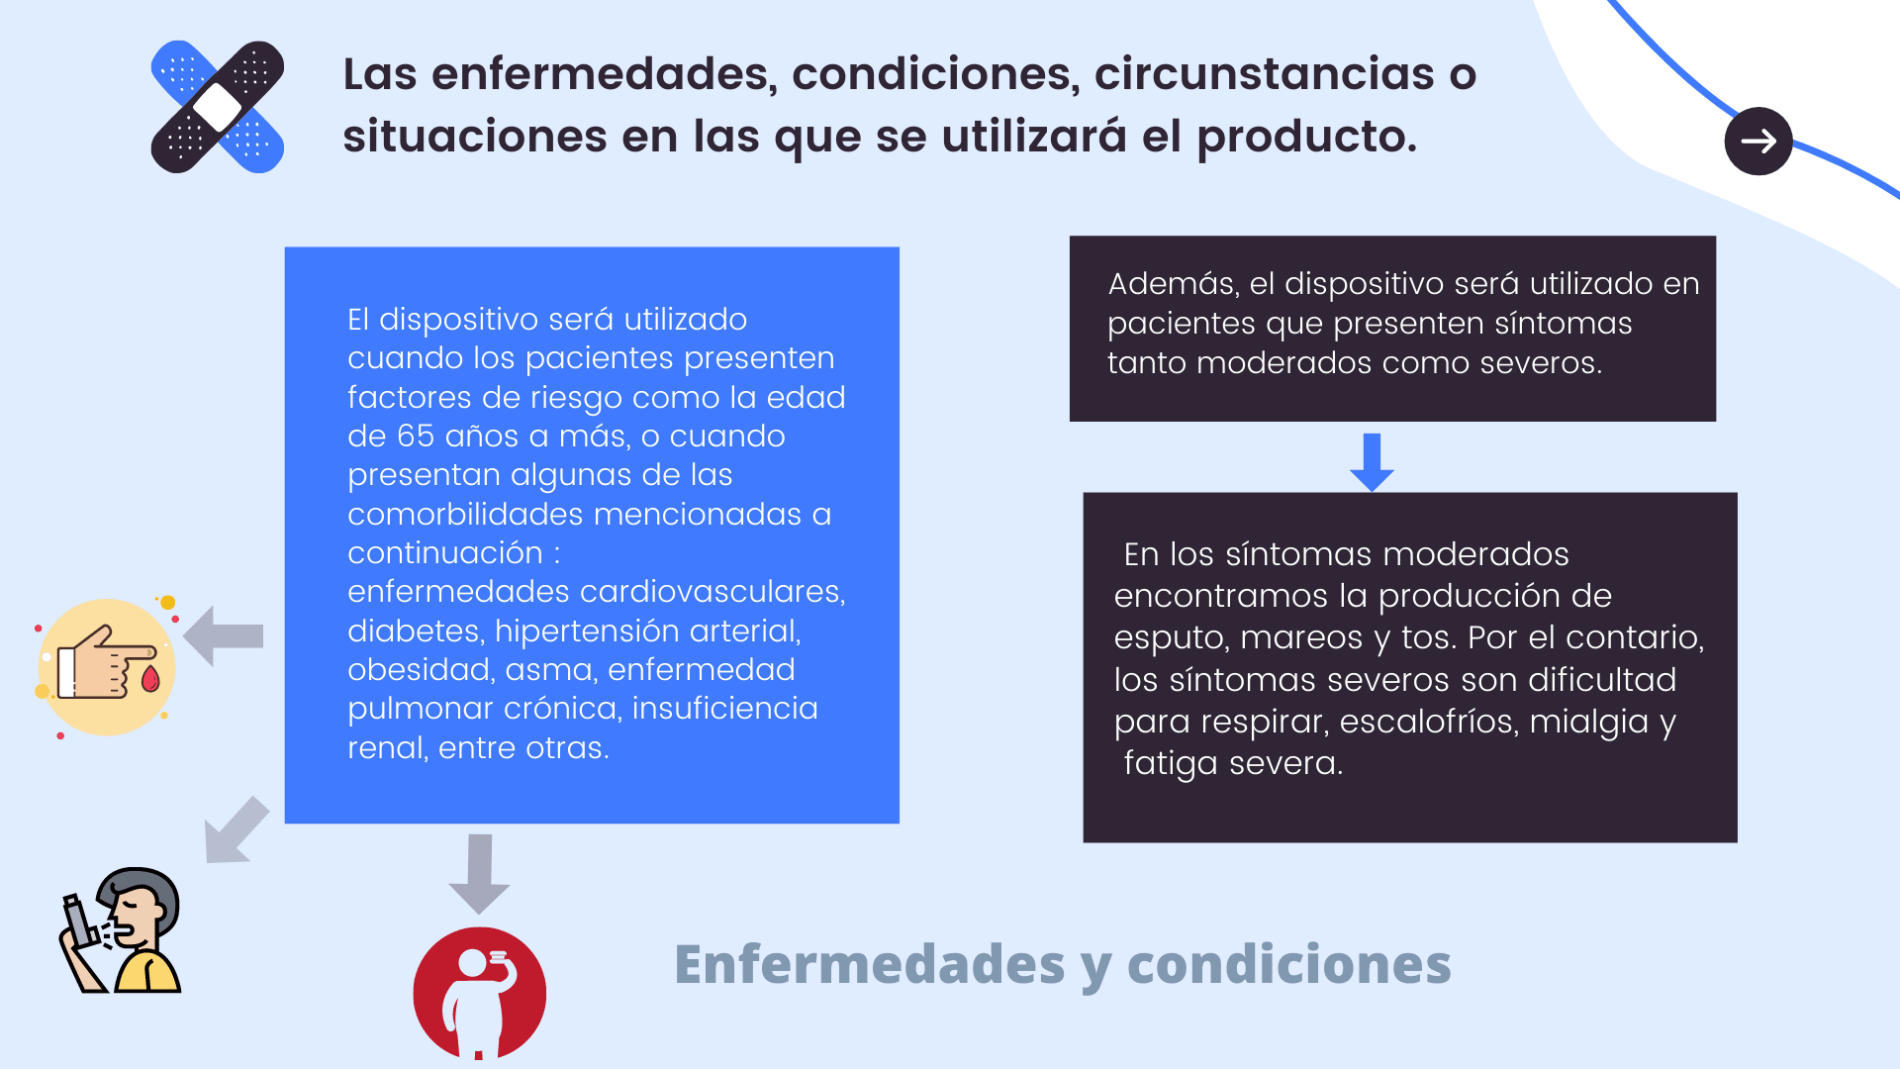 Las enfermedades, condiciones, circunstancias o
situaciones en las que se utilizará el producto.
El dispositivo será utilizado
cuando los pacientes presenten
factores de riesgo como la edad
de 65 años a más, o cuando
presentan algunas de las
comorbilidades mencionadas a
continuación :
enfermedades cardiovasculares,
diabetes, hipertensión arterial,
obesidad, asma, enfermedad
pulmonar crónica, insuficiencia
renal, entre otras.
Además, el dispositivo será utilizado en
pacientes que presenten síntomas
tanto moderados como severos.
En los síntomas moderados
encontramos la producción de
esputo, mareos y tos. Por el contario,
los síntomas severos son dificultad
para respirar, escalofríos, mialgia y
fatiga severa.
Enfermedades y condiciones